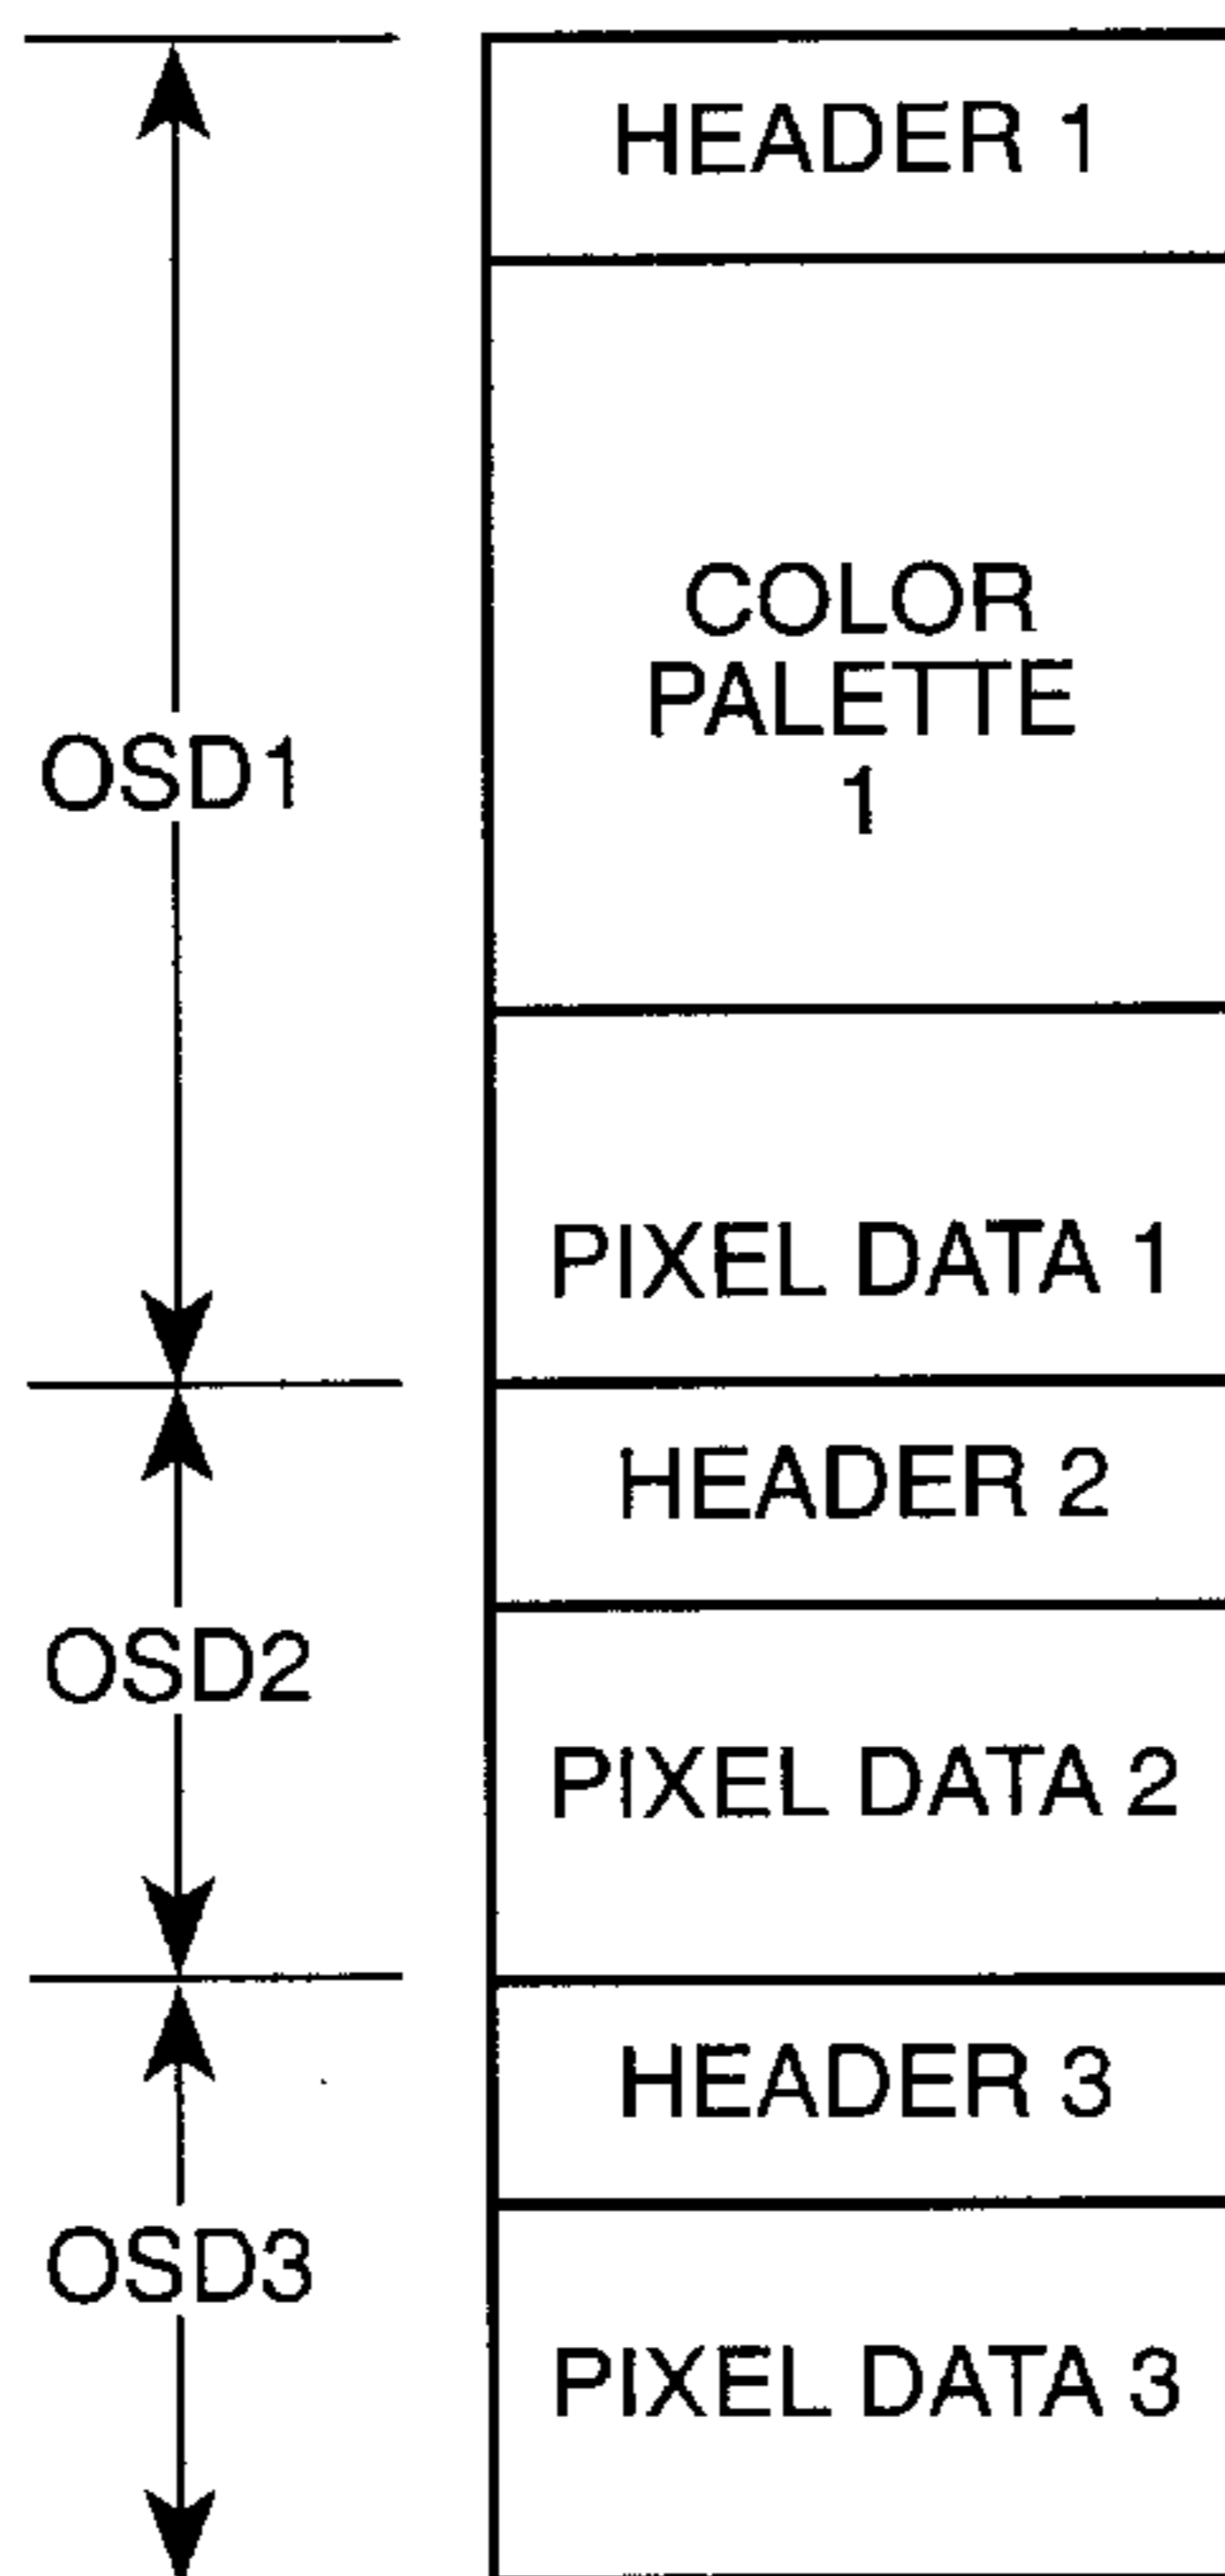 HEADER 1
COLOR
PALETTE
1
OSD1
PIXEL DATA 1
HEADER 2
OSD2
PIXEL DATA 2
HEADER 3
OSD3
PIXEL DATA 3